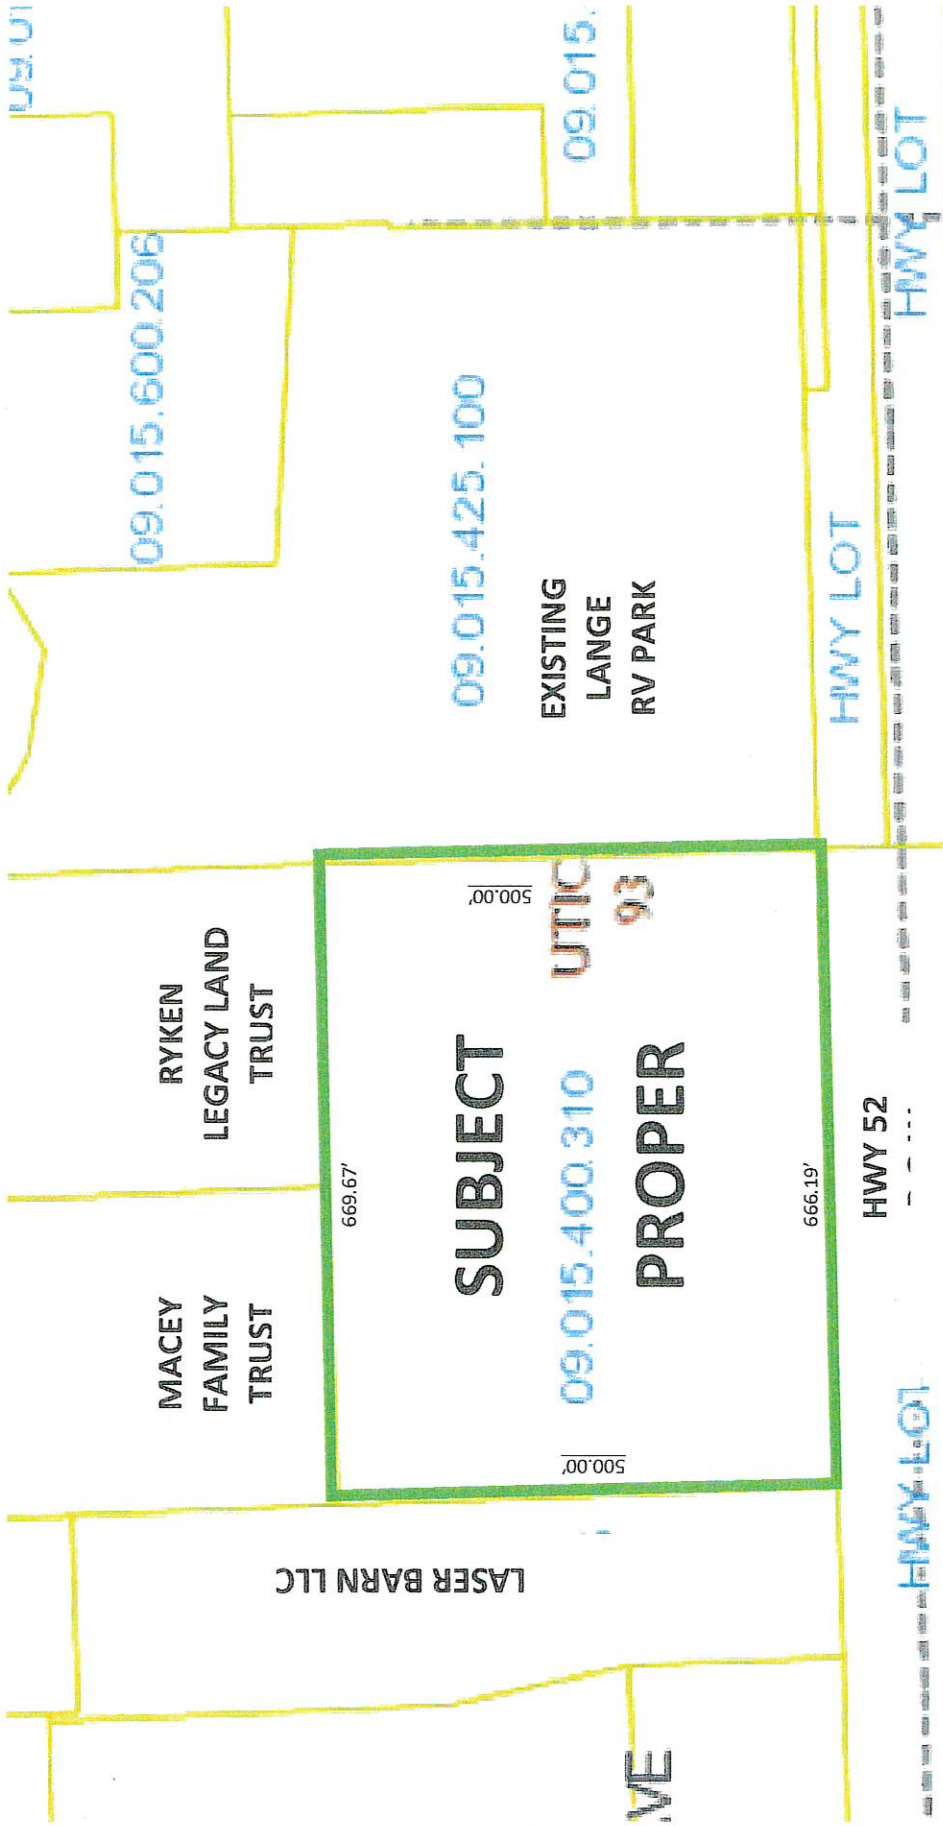 09.015.600.206
09.015.
09.015.425.100
EXISTING
LANGE
RV PARK
HWY LOT
HWY LOT
RYKEN
LEGACY LAND
TRUST
MACEY
FAMILY
TRUST
669.67'
500.00'
SUBJECT
UTIC
93
09.015.400.310
PROPER
500.00'
666.19'
HWY 52
HWY LOT
LASER BARN LLC
VE